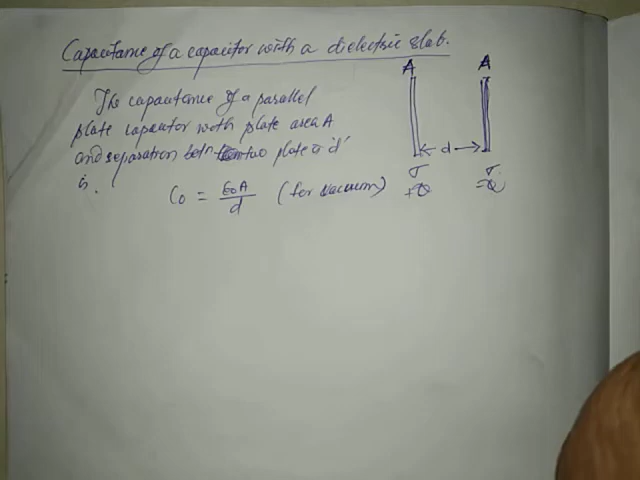 Capacitance of a capacitor with a dielectric slab.
The capacitance of a parallel
plate capacitor with plate area A
and separation betn two plate is 'd'
is.
C₀ = ε₀A/d (for vacuum)
A A
d
σ σ
+Q -Q